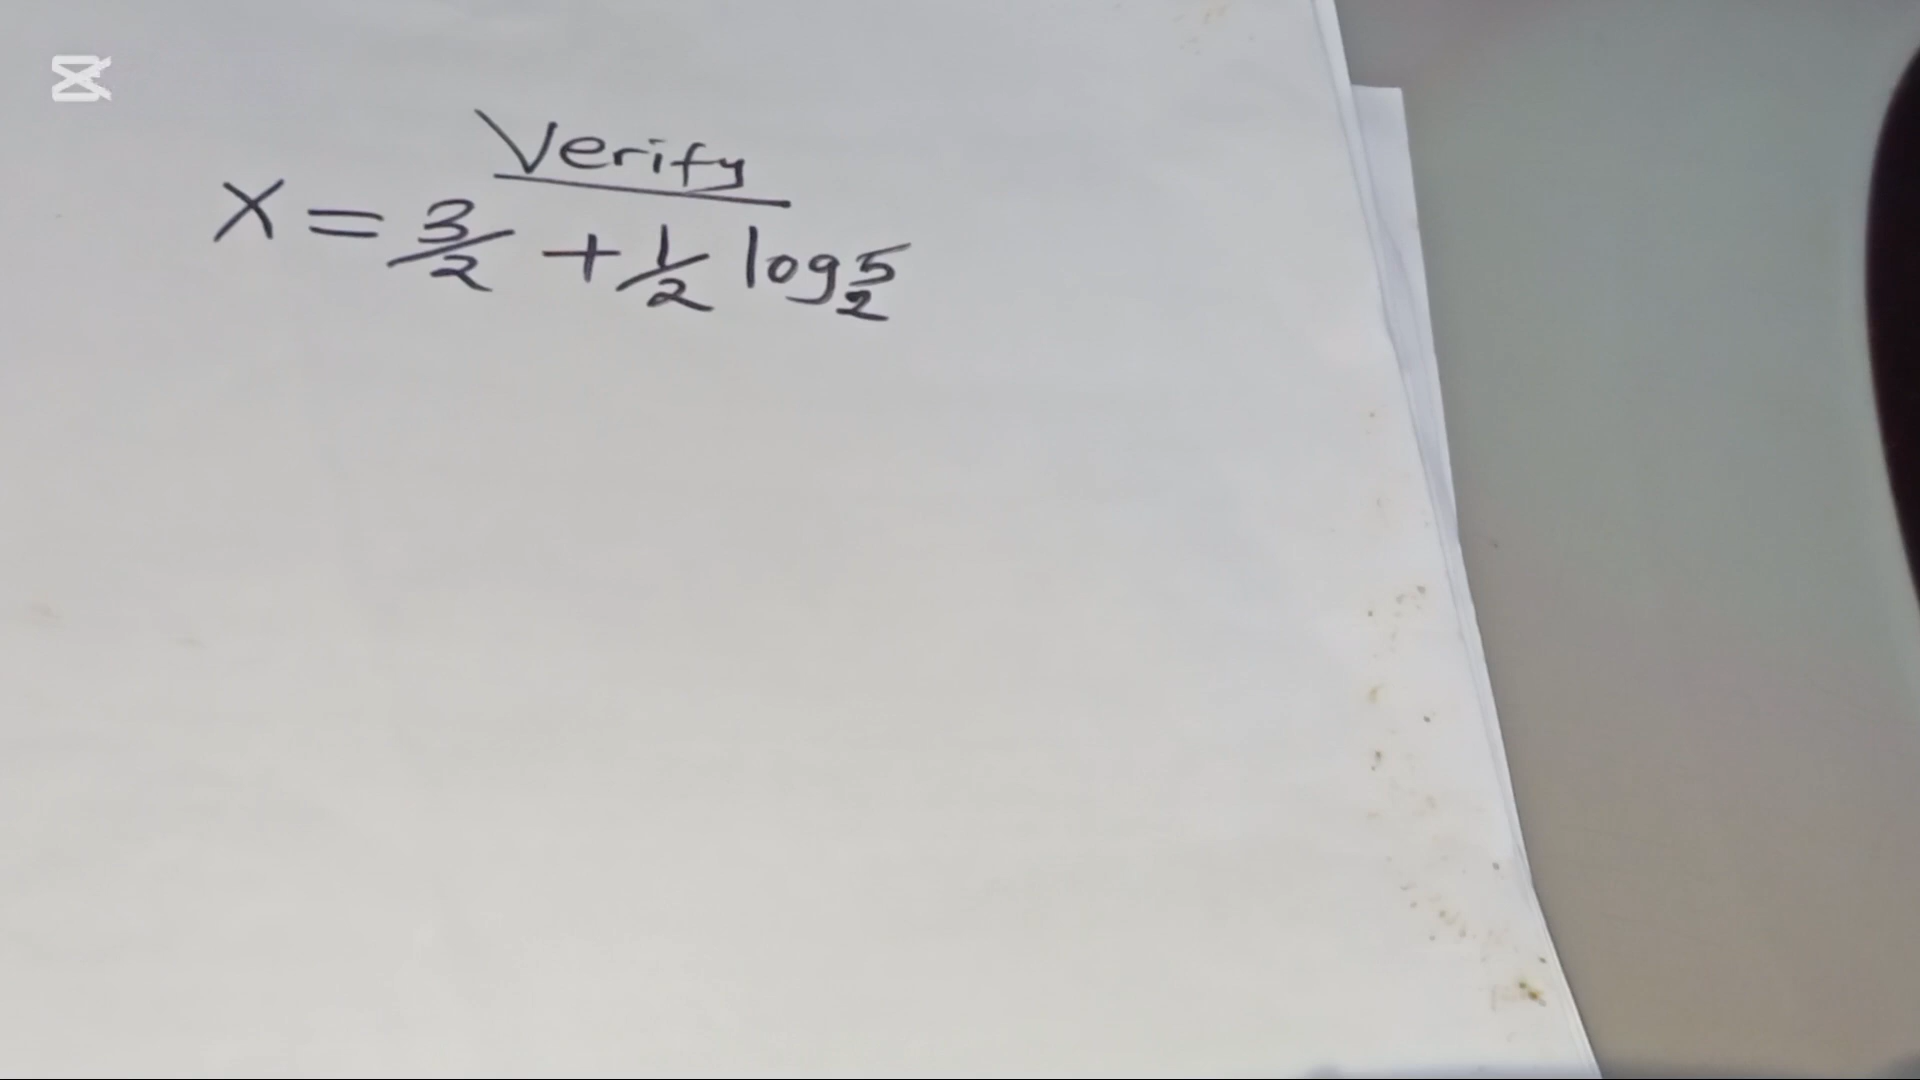 Verify
X = 3/2 + 1/2 log 5/2